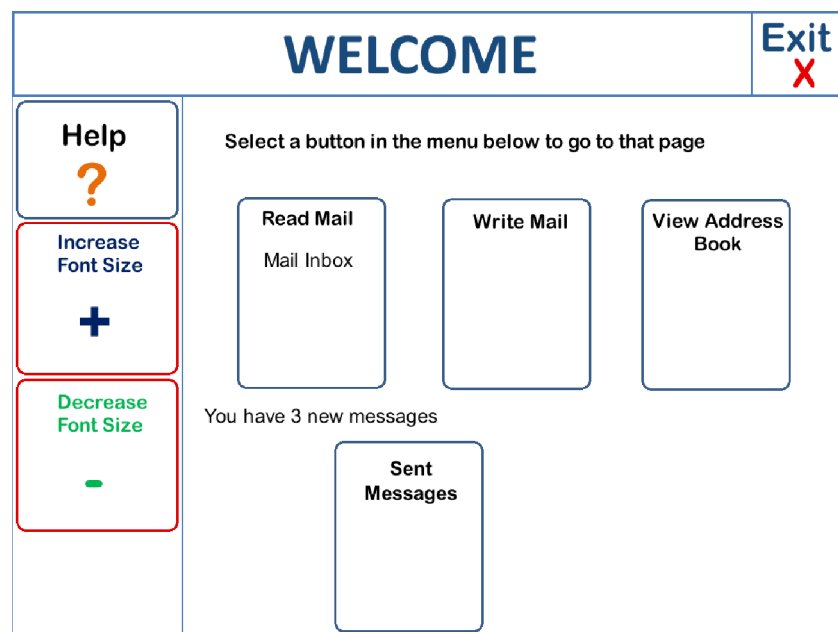 WELCOME
Exit
X
Help
?
Increase
Font Size
+
Decrease
Font Size
-
Select a button in the menu below to go to that page
Read Mail
Mail Inbox
Write Mail
View Address
Book
You have 3 new messages
Sent
Messages